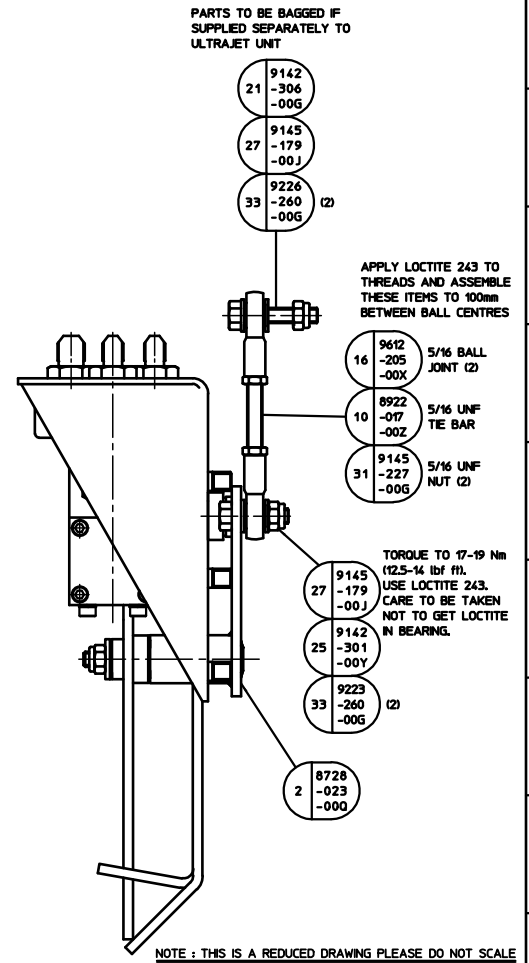 PARTS TO BE BAGGED IF
SUPPLIED SEPARATELY TO
ULTRAJET UNIT
21 9142
-306
-00G
27 9145
-179
-00J
33 9226
-260
-00G (2)
APPLY LOCTITE 243 TO
THREADS AND ASSEMBLE
THESE ITEMS TO 100mm
BETWEEN BALL CENTRES
16 9612
-205
-00X 5/16 BALL
JOINT (2)
10 8922
-017
-00Z 5/16 UNF
TIE BAR
31 9145
-227
-00G 5/16 UNF
NUT (2)
TORQUE TO 17-19 Nm
(12.5-14 lbf ft).
USE LOCTITE 243.
CARE TO BE TAKEN
NOT TO GET LOCTITE
IN BEARING.
27 9145
-179
-00J
25 9142
-301
-00Y
33 9223
-260
-00G (2)
2 8728
-023
-00Q
NOTE : THIS IS A REDUCED DRAWING PLEASE DO NOT SCALE